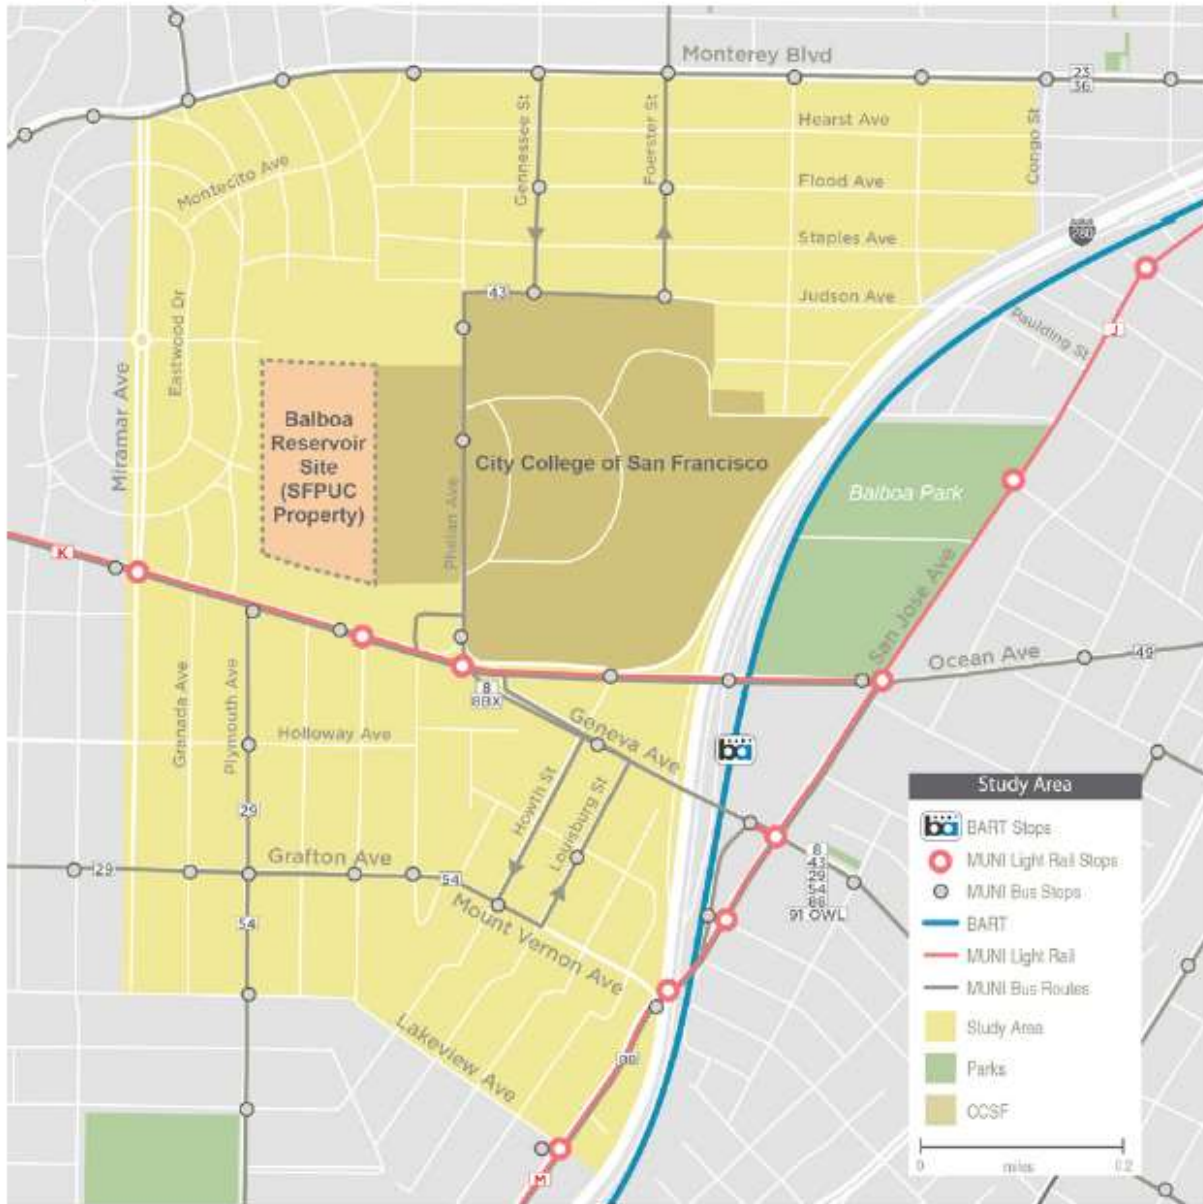 Monterey Blvd
23
36
Gennessee St
Foerster St
Hearst Ave
Congo St
Montecito Ave
Flood Ave
Staples Ave
280
43
Judson Ave
Eastwood Dr
Paulding St
J
Miramar Ave
Balboa
Reservoir
Site
(SFPUC
Property)
City College of San Francisco
Balboa Park
Phelan Ave
K
San Jose Ave
Ocean Ave
49
8
8BX
Granada Ave
Plymouth Ave
Geneva Ave
Holloway Ave
BART
ba
Howth St
Louisburg St
29
Grafton Ave
29
54
8
43
29
54
88
91 OWL
54
Mount Vernon Ave
Lakeview Ave
M
Study Area
BART
ba
BART Stops
MUNI Light Rail Stops
MUNI Bus Stops
BART
MUNI Light Rail
MUNI Bus Routes
Study Area
Parks
CCSF
0
miles
0.2